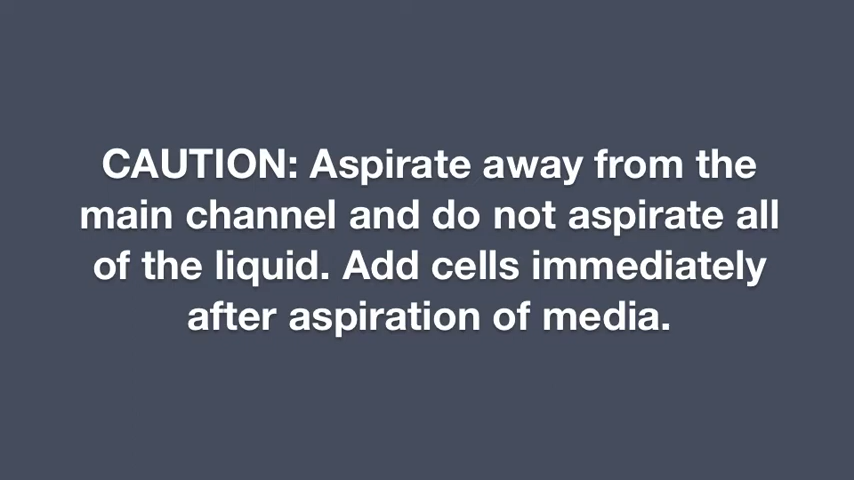 CAUTION: Aspirate away from the
main channel and do not aspirate all
of the liquid. Add cells immediately
after aspiration of media.